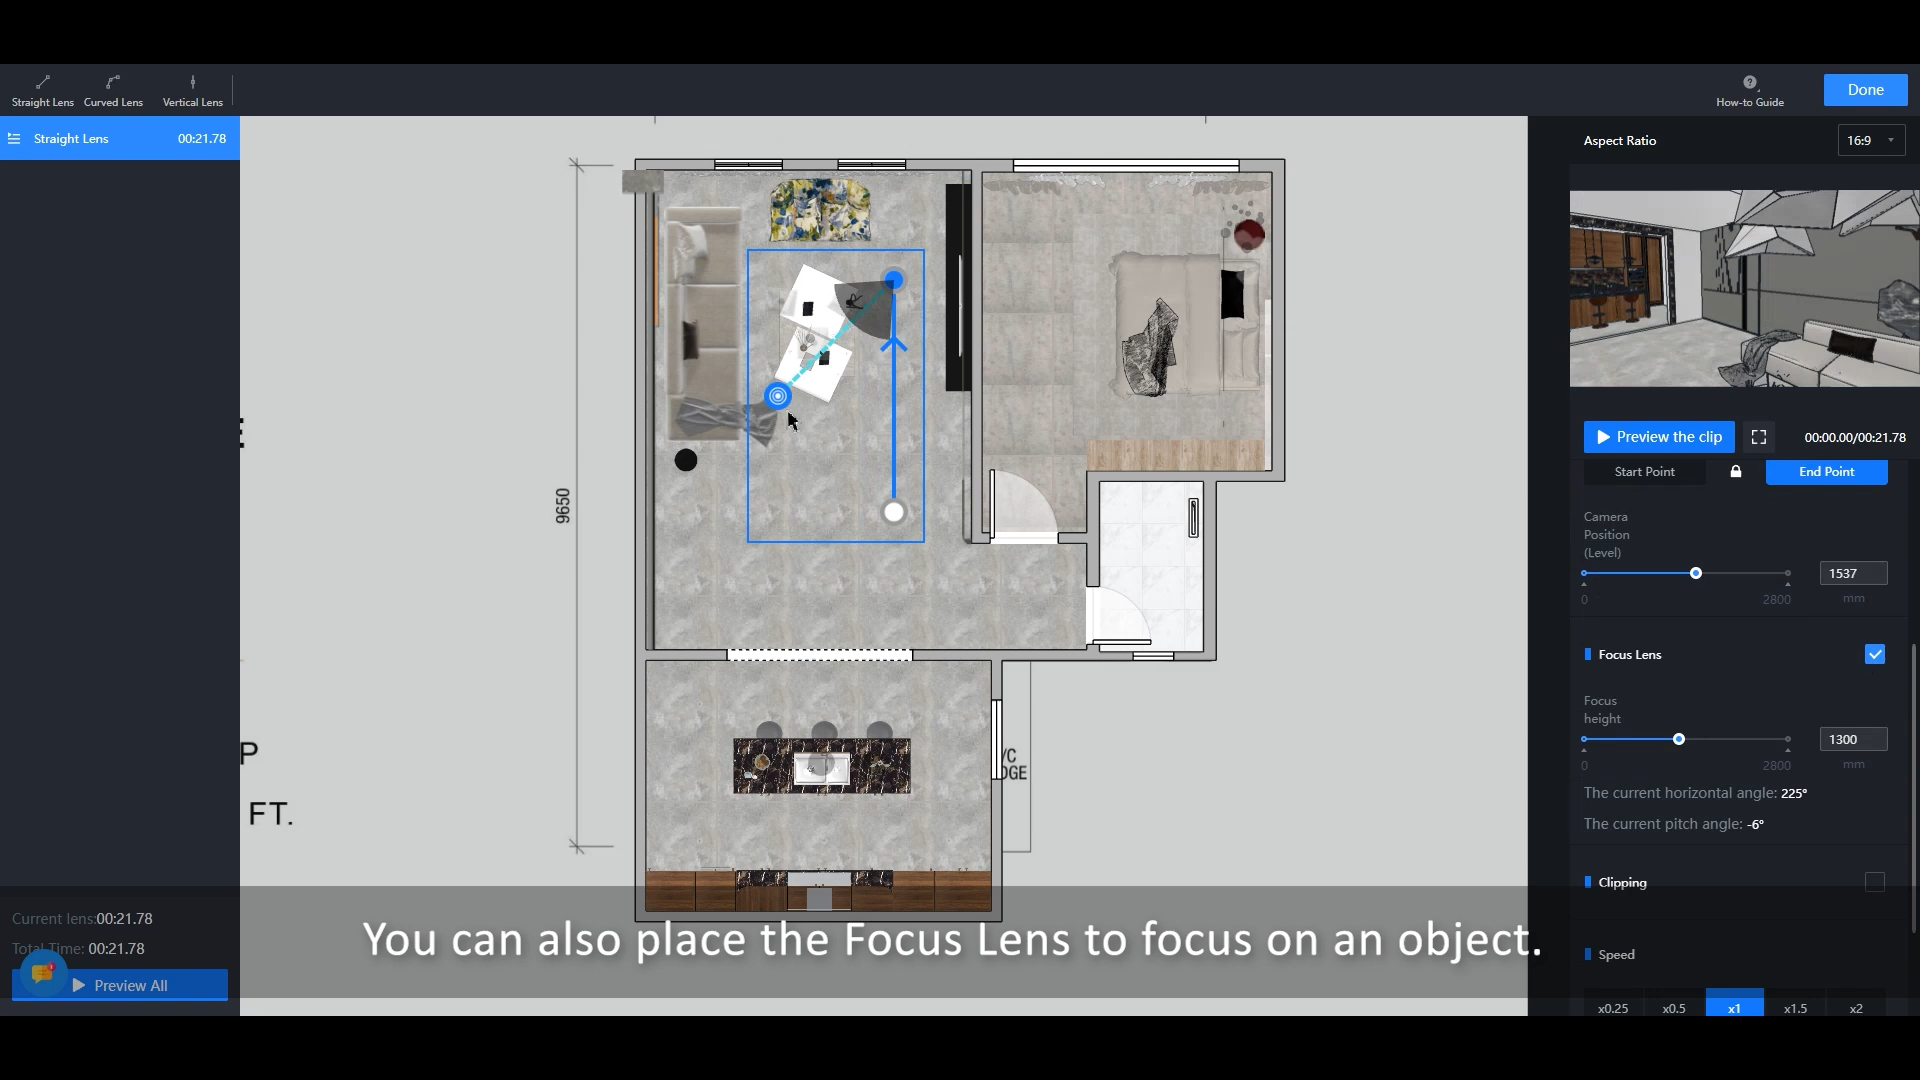 Straight Lens
Curved Lens
Vertical Lens
How-to Guide
Done
Straight Lens 00:21.78
Aspect Ratio
16:9
Preview the clip
00:00.00/00:21.78
Start Point
End Point
Camera
Position
(Level)
1537
0
2800
mm
Focus Lens
Focus
height
1300
0
2800
mm
The current horizontal angle: 225°
The current pitch angle: -6°
Clipping
Speed
x0.25 x0.5 x1 x1.5 x2
9650
P
FT.
/C
Current lens:00:21.78
Total Time: 00:21.78
Preview All
You can also place the Focus Lens to focus on an object.